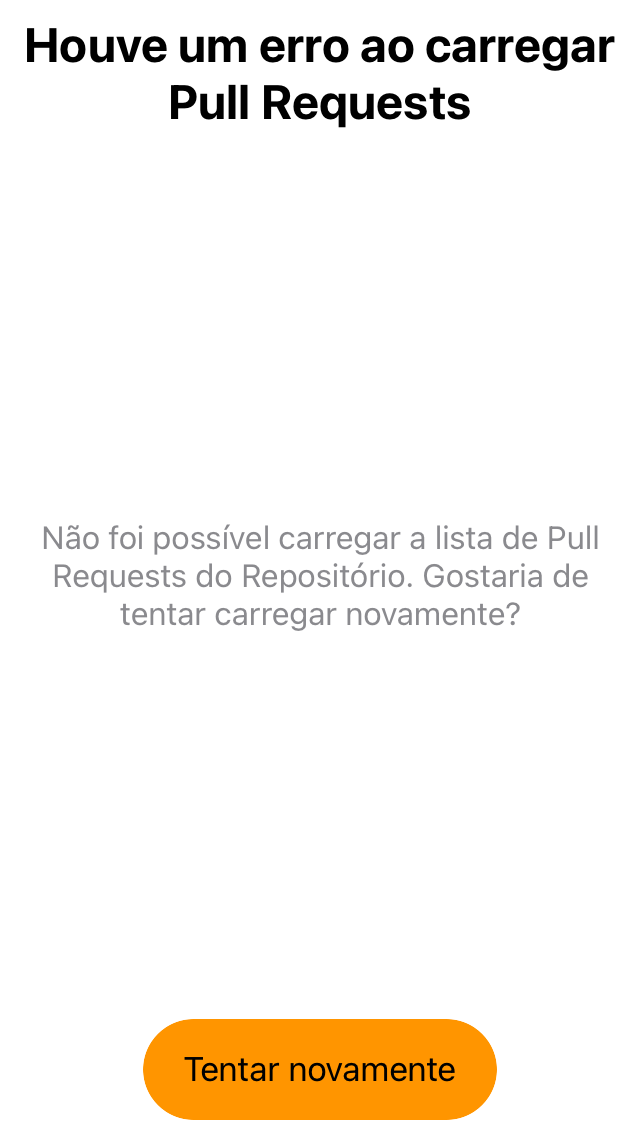 Houve um erro ao carregar
Pull Requests
Não foi possível carregar a lista de Pull
Requests do Repositório. Gostaria de
tentar carregar novamente?
Tentar novamente